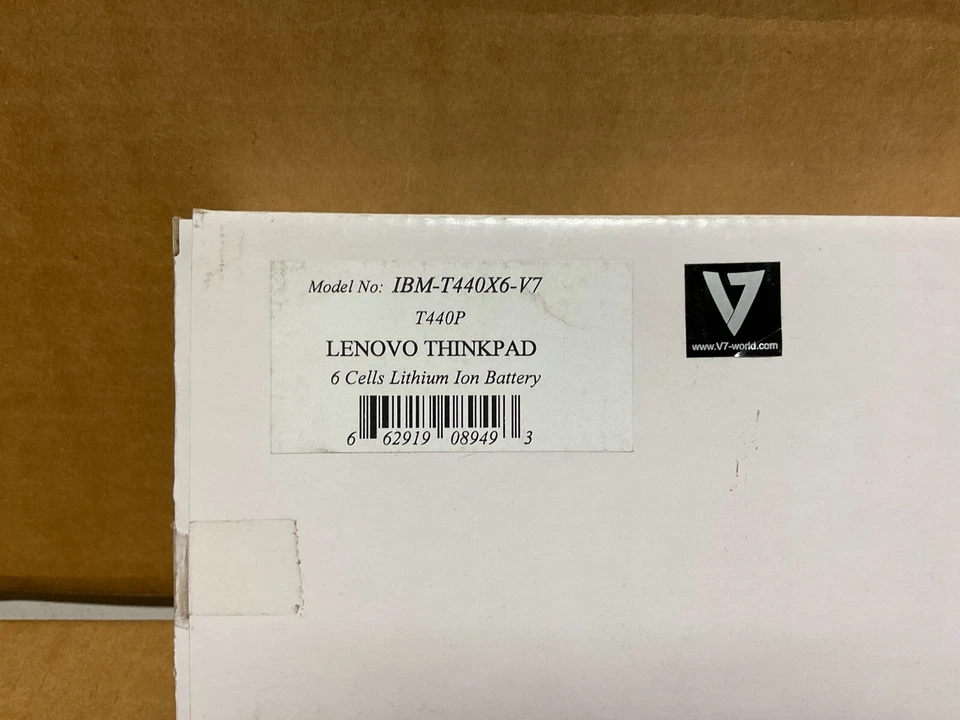 Model No: IBM-T440X6-V7
T440P
LENOVO THINKPAD
6 Cells Lithium Ion Battery
6 62919 08949 3
V7
www.V7-world.com